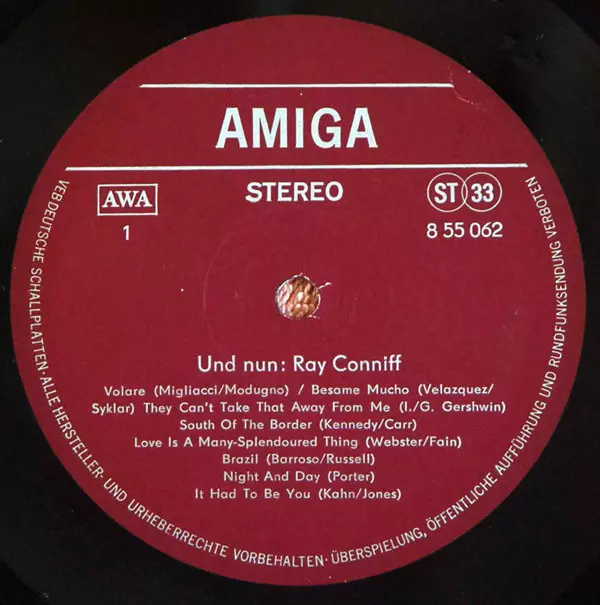 AMIGA
AWA
STEREO
ST 33
1
8 55 062
Und nun: Ray Conniff
Volare (Migliacci/Modugno) / Besame Mucho (Velazquez/
Syklar) They Can't Take That Away From Me (I./G. Gershwin)
South Of The Border (Kennedy/Carr)
Love Is A Many-Splendoured Thing (Webster/Fain)
Brazil (Barroso/Russell)
Night And Day (Porter)
It Had To Be You (Kahn/Jones)
VEB DEUTSCHE SCHALLPLATTEN · ALLE HERSTELLER- UND URHEBERRECHTE VORBEHALTEN · ÜBERSPIELUNG, ÖFFENTLICHE AUFFÜHRUNG UND RUNDFUNKSENDUNG VERBOTEN